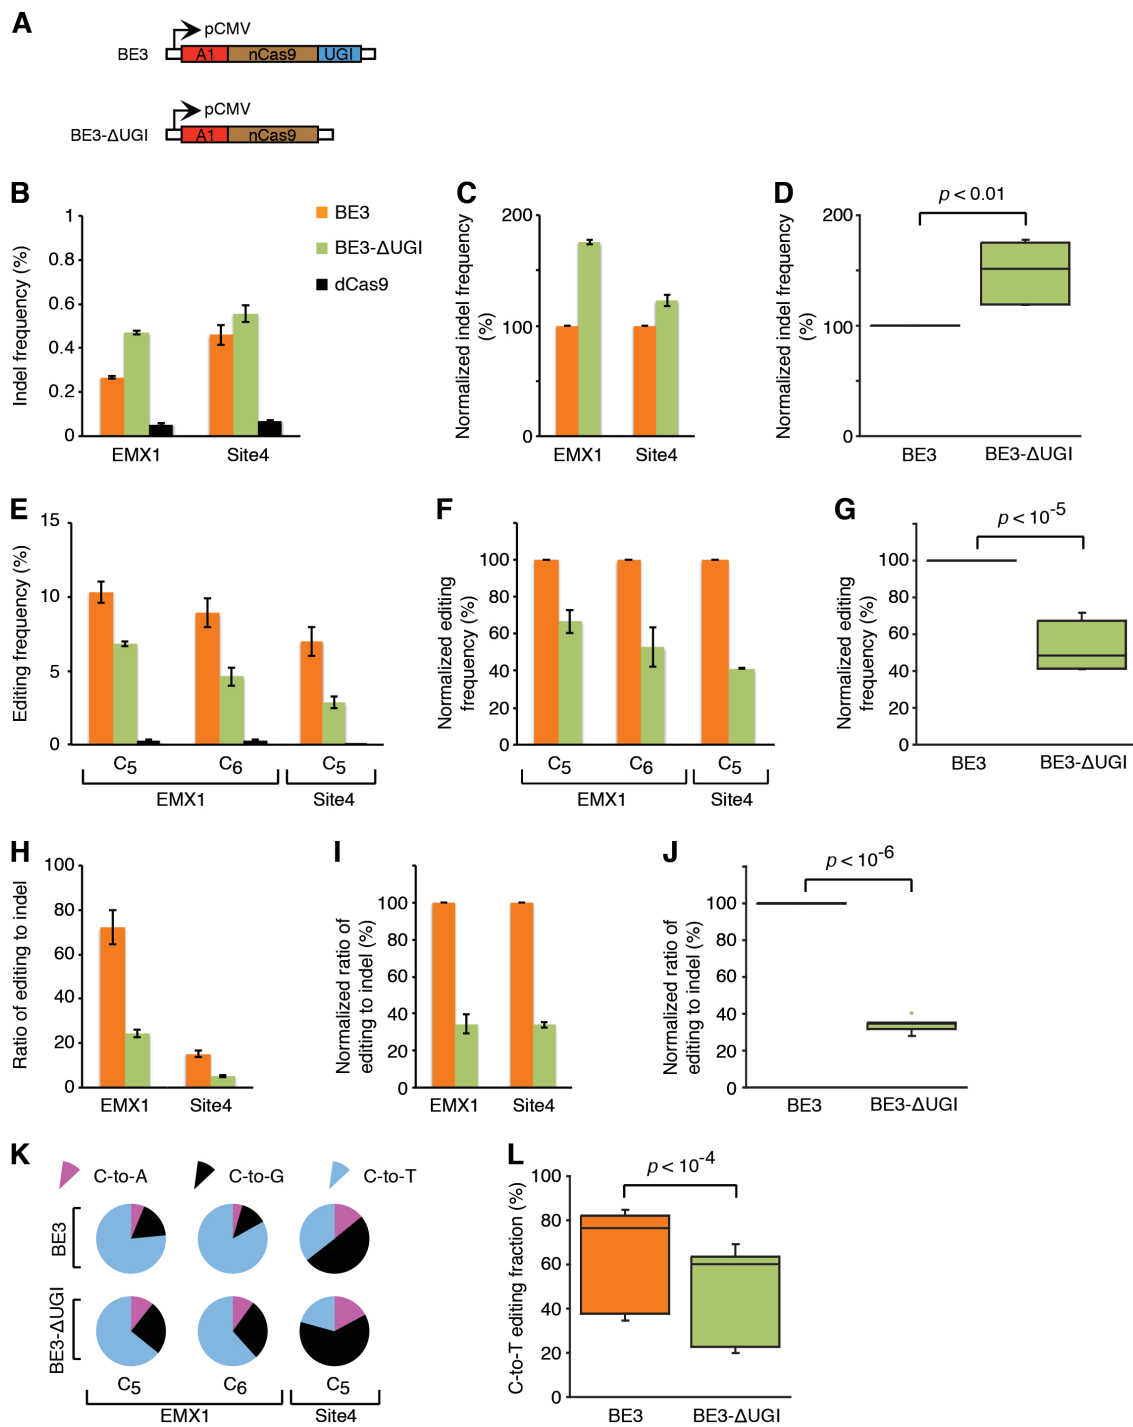 A
pCMV
BE3
A1 nCas9 UGI
pCMV
BE3-ΔUGI
A1 nCas9
B
BE3
BE3-ΔUGI
dCas9
Indel frequency (%)
1
0.8
0.6
0.4
0.2
0
EMX1 Site4
C
Normalized indel frequency
(%)
200
100
0
EMX1 Site4
D
p < 0.01
Normalized indel frequency
(%)
200
100
0
BE3 BE3-ΔUGI
E
Editing frequency (%)
15
10
5
0
C5 C6 C5
EMX1 Site4
F
Normalized editing
frequency (%)
100
80
60
40
20
0
C5 C6 C5
EMX1 Site4
G
p < 10-5
Normalized editing
frequency (%)
100
80
60
40
20
0
BE3 BE3-ΔUGI
H
Ratio of editing to indel
100
80
60
40
20
0
EMX1 Site4
I
Normalized ratio of
editing to indel (%)
100
80
60
40
20
0
EMX1 Site4
J
p < 10-6
Normalized ratio of
editing to indel (%)
100
80
60
40
20
0
BE3 BE3-ΔUGI
K
C-to-A C-to-G C-to-T
BE3
BE3-ΔUGI
C5 C6 C5
EMX1 Site4
L
p < 10-4
C-to-T editing fraction (%)
100
80
60
40
20
0
BE3 BE3-ΔUGI